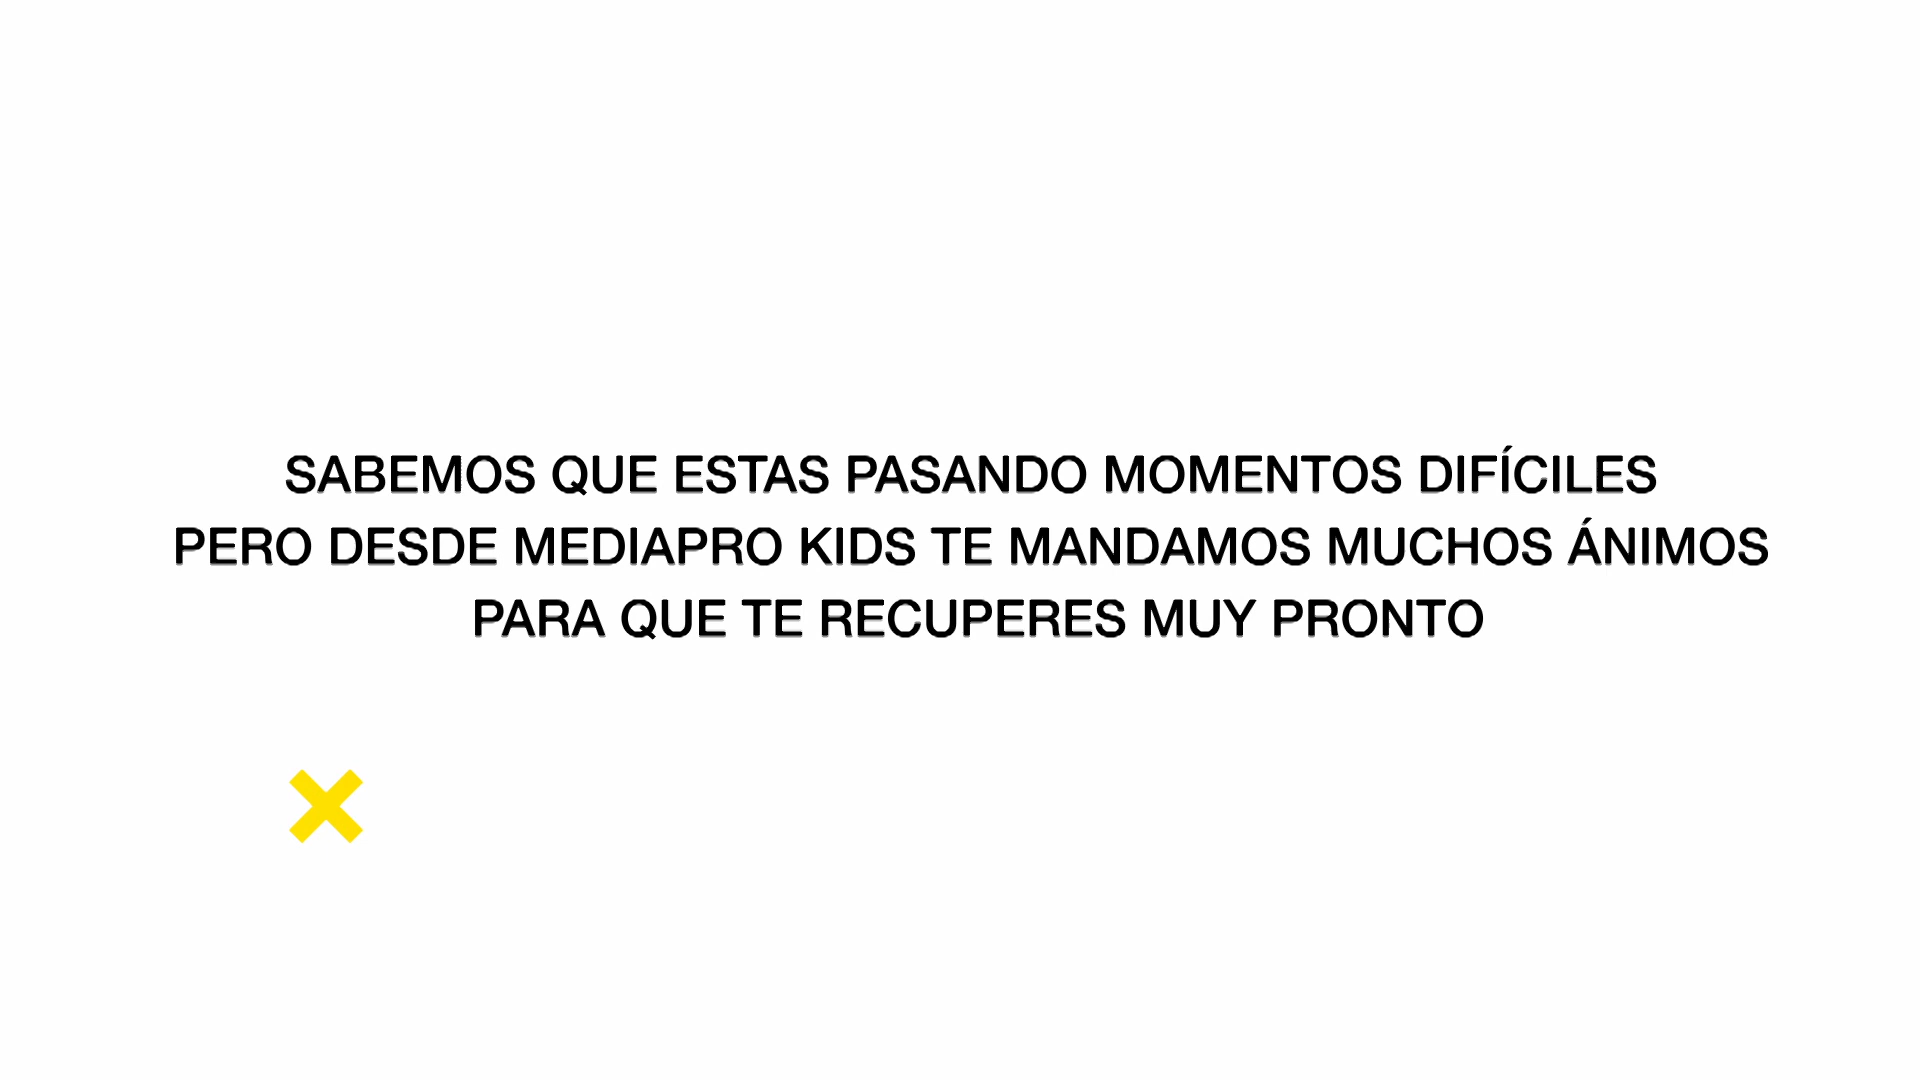 SABEMOS QUE ESTAS PASANDO MOMENTOS DIFÍCILES
PERO DESDE MEDIAPRO KIDS TE MANDAMOS MUCHOS ÁNIMOS
PARA QUE TE RECUPERES MUY PRONTO